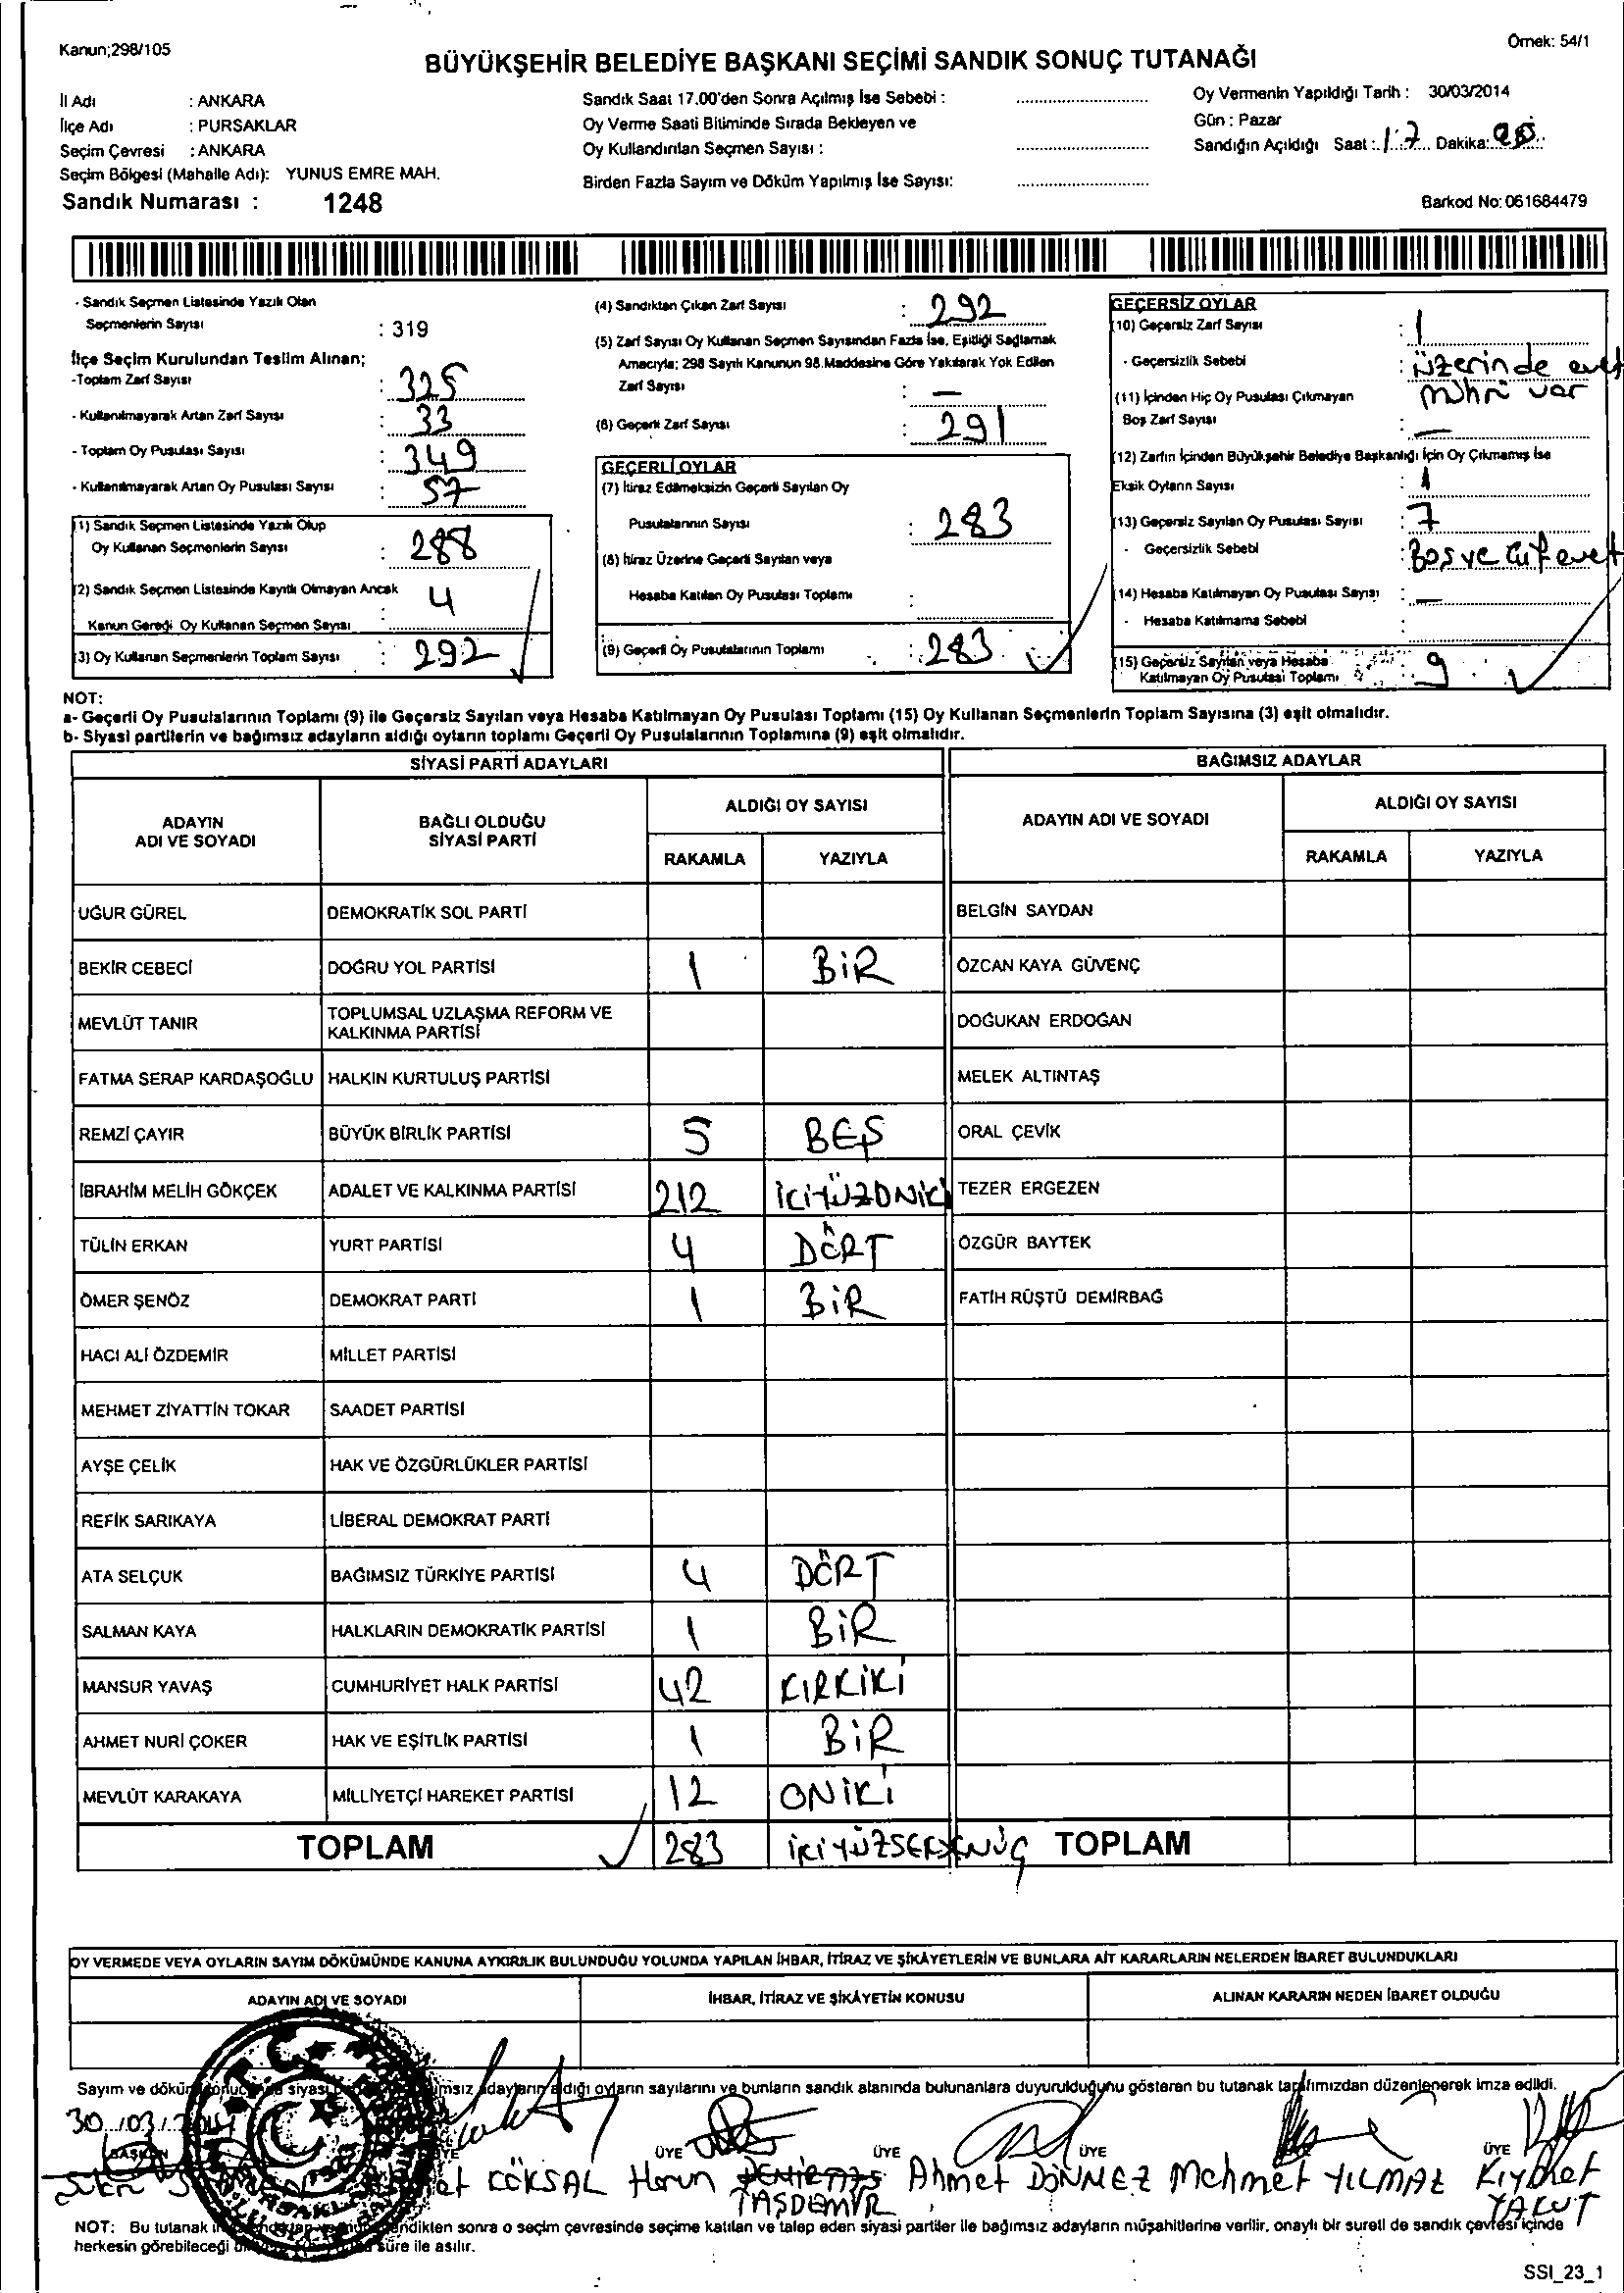 Kanun;298/105
Örnek: 54/1
BÜYÜKŞEHİR BELEDİYE BAŞKANI SEÇİMİ SANDIK SONUÇ TUTANAĞI
İl Adı : ANKARA
İlçe Adı : PURSAKLAR
Seçim Çevresi : ANKARA
Seçim Bölgesi (Mahalle Adı): YUNUS EMRE MAH.
Sandık Numarası : 1248
Sandık Saat 17.00'den Sonra Açılmış İse Sebebi :
Oy Verme Saati Bitiminde Sırada Bekleyen ve
Oy Kullandırılan Seçmen Sayısı :
Birden Fazla Sayım ve Döküm Yapılmış İse Sayısı:
Oy Vermenin Yapıldığı Tarih : 30/03/2014
Gün : Pazar
Sandığın Açıldığı Saat : 17 Dakika:
Barkod No: 061684479
- Sandık Seçmen Listesinde Yazılı Olan
Seçmenlerin Sayısı : 319
İlçe Seçim Kurulundan Teslim Alınan;
-Toplam Zarf Sayısı : 325
- Kullanılmayarak Artan Zarf Sayısı : 33
- Toplam Oy Pusulası Sayısı : 349
- Kullanılmayarak Artan Oy Pusulası Sayısı : 57
(1) Sandık Seçmen Listesinde Yazılı Olup
Oy Kullanan Seçmenlerin Sayısı : 288
(2) Sandık Seçmen Listesinde Kayıtlı Olmayan Ancak
Kanun Gereği Oy Kullanan Seçmen Sayısı : 4
(3) Oy Kullanan Seçmenlerin Toplam Sayısı : 292
(4) Sandıktan Çıkan Zarf Sayısı : 292
(5) Zarf Sayısı Oy Kullanan Seçmen Sayısından Fazla İse, Eşitliği Sağlamak
Amacıyla; 298 Sayılı Kanunun 98.Maddesine Göre Yakılarak Yok Edilen
Zarf Sayısı : —
(6) Geçerli Zarf Sayısı : 291
GEÇERLİ OYLAR
(7) İtiraz Edilmeksizin Geçerli Sayılan Oy
Pusulalarının Sayısı : 283
(8) İtiraz Üzerine Geçerli Sayılan veya
Hesaba Katılan Oy Pusulası Toplamı :
(9) Geçerli Oy Pusulalarının Toplamı : 283
GEÇERSİZ OYLAR
(10) Geçersiz Zarf Sayısı : 1
- Geçersizlik Sebebi : üzerinde evet
mührü var
(11) İçinden Hiç Oy Pusulası Çıkmayan
Boş Zarf Sayısı : —
(12) Zarfın İçinden Büyükşehir Belediye Başkanlığı İçin Oy Çıkmamış İse
Eksik Oyların Sayısı : 1
(13) Geçersiz Sayılan Oy Pusulası Sayısı : 7
- Geçersizlik Sebebi : Boş ve Çift evet
(14) Hesaba Katılmayan Oy Pusulası Sayısı : —
- Hesaba Katılmama Sebebi :
(15) Geçersiz Sayılan veya Hesaba
Katılmayan Oy Pusulası Toplamı : 9
NOT:
a- Geçerli Oy Pusulalarının Toplamı (9) ile Geçersiz Sayılan veya Hesaba Katılmayan Oy Pusulası Toplamı (15) Oy Kullanan Seçmenlerin Toplam Sayısına (3) eşit olmalıdır.
b- Siyasi partilerin ve bağımsız adayların aldığı oyların toplamı Geçerli Oy Pusulalarının Toplamına (9) eşit olmalıdır.
SİYASİ PARTİ ADAYLARI BAĞIMSIZ ADAYLAR
ADAYIN ADI VE SOYADI BAĞLI OLDUĞU SİYASİ PARTİ ALDIĞI OY SAYISI ADAYIN ADI VE SOYADI ALDIĞI OY SAYISI
RAKAMLA YAZIYLA RAKAMLA YAZIYLA
UĞUR GÜREL DEMOKRATİK SOL PARTİ BELGİN SAYDAN
BEKİR CEBECİ DOĞRU YOL PARTİSİ 1 BİR ÖZCAN KAYA GÜVENÇ
MEVLÜT TANIR TOPLUMSAL UZLAŞMA REFORM VE KALKINMA PARTİSİ DOĞUKAN ERDOĞAN
FATMA SERAP KARDAŞOĞLU HALKIN KURTULUŞ PARTİSİ MELEK ALTINTAŞ
REMZİ ÇAYIR BÜYÜK BİRLİK PARTİSİ 5 BEŞ ORAL ÇEVİK
İBRAHİM MELİH GÖKÇEK ADALET VE KALKINMA PARTİSİ 212 İKİYÜZONİKİ TEZER ERGEZEN
TÜLİN ERKAN YURT PARTİSİ 4 DÖRT ÖZGÜR BAYTEK
ÖMER ŞENÖZ DEMOKRAT PARTİ 1 BİR FATİH RÜŞTÜ DEMİRBAĞ
HACI ALİ ÖZDEMİR MİLLET PARTİSİ
MEHMET ZİYATTİN TOKAR SAADET PARTİSİ
AYŞE ÇELİK HAK VE ÖZGÜRLÜKLER PARTİSİ
REFİK SARIKAYA LİBERAL DEMOKRAT PARTİ
ATA SELÇUK BAĞIMSIZ TÜRKİYE PARTİSİ 4 DÖRT
SALMAN KAYA HALKLARIN DEMOKRATİK PARTİSİ 1 BİR
MANSUR YAVAŞ CUMHURİYET HALK PARTİSİ 42 KIRKİKİ
AHMET NURİ ÇOKER HAK VE EŞİTLİK PARTİSİ 1 BİR
MEVLÜT KARAKAYA MİLLİYETÇİ HAREKET PARTİSİ 12 ONİKİ
TOPLAM 283 TOPLAM
OY VERMEDE VEYA OYLARIN SAYIM DÖKÜMÜNDE KANUNA AYKIRILIK BULUNDUĞU YOLUNDA YAPILAN İHBAR, İTİRAZ VE ŞİKÂYETLERİN VE BUNLARA AİT KARARLARIN NELERDEN İBARET BULUNDUKLARI
ADAYIN ADI VE SOYADI İHBAR, İTİRAZ VE ŞİKÂYETİN KONUSU ALINAN KARARIN NEDEN İBARET OLDUĞU
Sayım ve döküm siyasi adayların aldığı oyların sayılarını ve bunların sandık alanında bulunanlara duyurulduğunu gösteren bu tutanak tarafımızdan düzenlenerek imza edildi.
30/03/2014
BAŞKAN ÜYE ÜYE ÜYE ÜYE
KÖKSAL Harun TAŞDEMİR Ahmet DÖNMEZ Mehmet YILMAZ Kıymet YAKUT
NOT: Bu tutanak sonra o seçim çevresinde seçime katılan ve talep eden siyasi partiler ile bağımsız adayların müşahitlerine verilir, onaylı bir sureti de sandık çevresi içinde
herkesin görebileceği süre ile asılır.
SSI_23_1